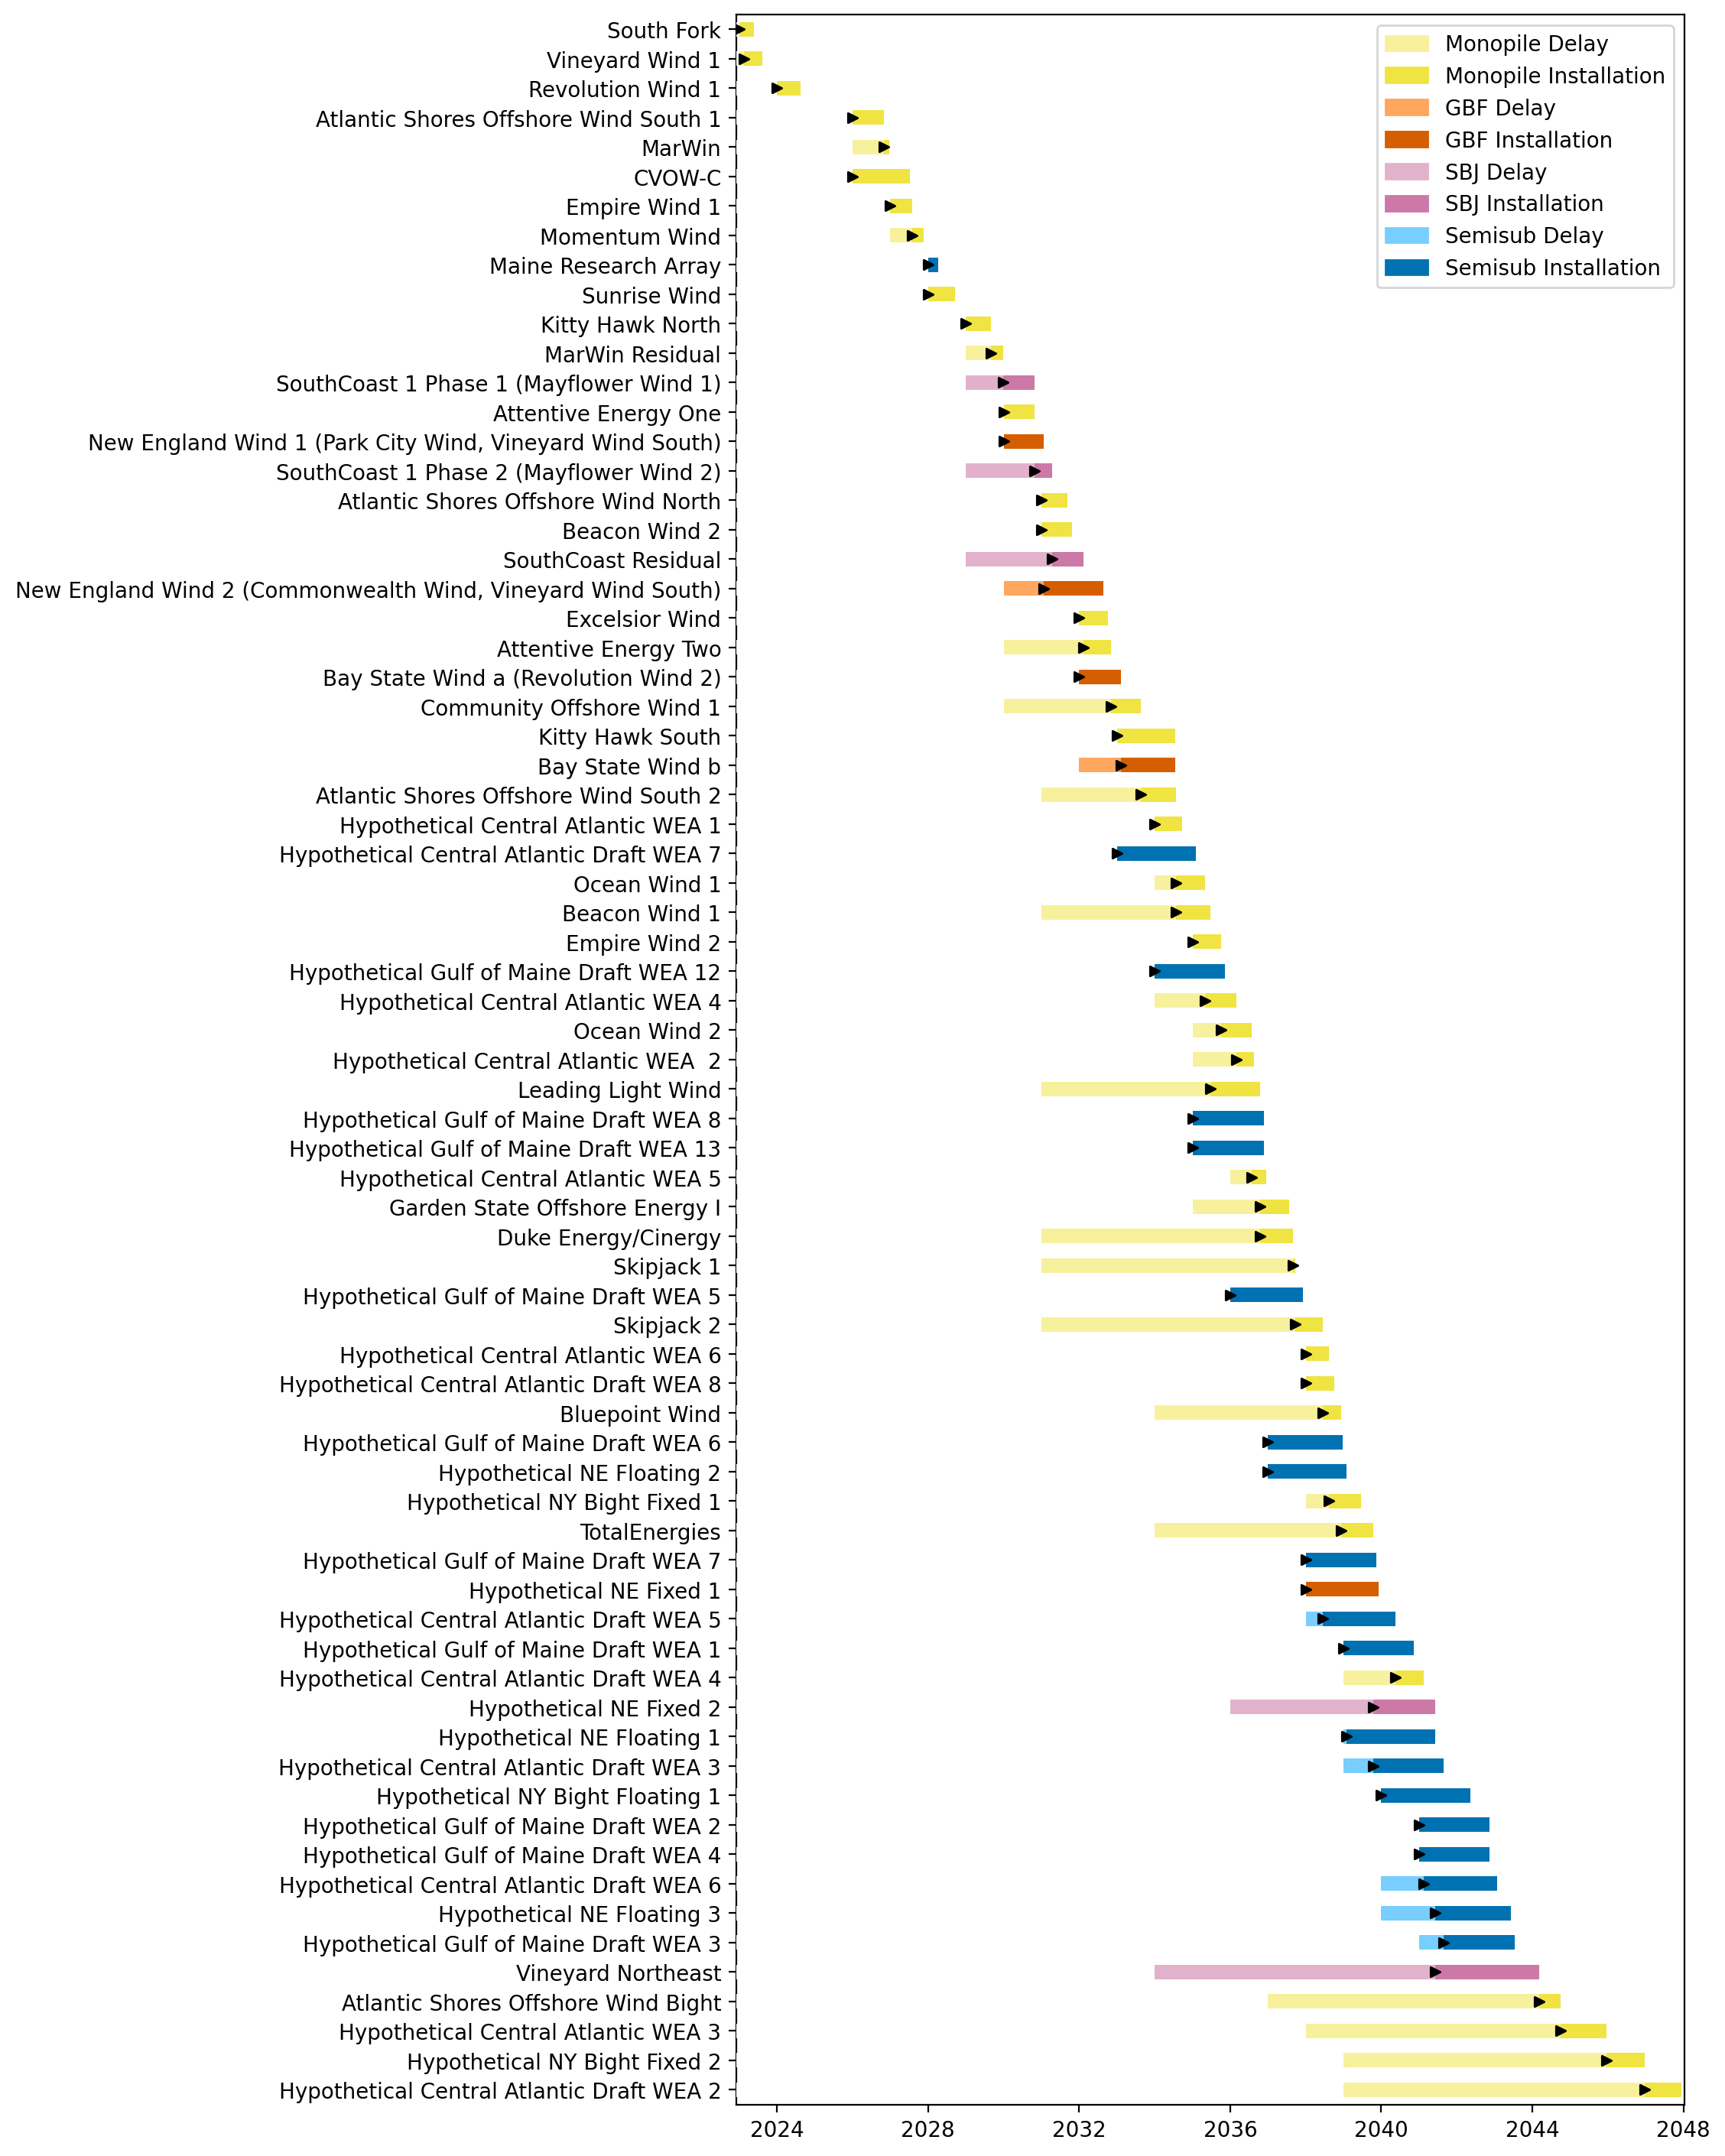 South Fork
Vineyard Wind 1
Revolution Wind 1
Atlantic Shores Offshore Wind South 1
MarWin
CVOW-C
Empire Wind 1
Momentum Wind
Maine Research Array
Sunrise Wind
Kitty Hawk North
MarWin Residual
SouthCoast 1 Phase 1 (Mayflower Wind 1)
Attentive Energy One
New England Wind 1 (Park City Wind, Vineyard Wind South)
SouthCoast 1 Phase 2 (Mayflower Wind 2)
Atlantic Shores Offshore Wind North
Beacon Wind 2
SouthCoast Residual
New England Wind 2 (Commonwealth Wind, Vineyard Wind South)
Excelsior Wind
Attentive Energy Two
Bay State Wind a (Revolution Wind 2)
Community Offshore Wind 1
Kitty Hawk South
Bay State Wind b
Atlantic Shores Offshore Wind South 2
Hypothetical Central Atlantic WEA 1
Hypothetical Central Atlantic Draft WEA 7
Ocean Wind 1
Beacon Wind 1
Empire Wind 2
Hypothetical Gulf of Maine Draft WEA 12
Hypothetical Central Atlantic WEA 4
Ocean Wind 2
Hypothetical Central Atlantic WEA  2
Leading Light Wind
Hypothetical Gulf of Maine Draft WEA 8
Hypothetical Gulf of Maine Draft WEA 13
Hypothetical Central Atlantic WEA 5
Garden State Offshore Energy I
Duke Energy/Cinergy
Skipjack 1
Hypothetical Gulf of Maine Draft WEA 5
Skipjack 2
Hypothetical Central Atlantic WEA 6
Hypothetical Central Atlantic Draft WEA 8
Bluepoint Wind
Hypothetical Gulf of Maine Draft WEA 6
Hypothetical NE Floating 2
Hypothetical NY Bight Fixed 1
TotalEnergies
Hypothetical Gulf of Maine Draft WEA 7
Hypothetical NE Fixed 1
Hypothetical Central Atlantic Draft WEA 5
Hypothetical Gulf of Maine Draft WEA 1
Hypothetical Central Atlantic Draft WEA 4
Hypothetical NE Fixed 2
Hypothetical NE Floating 1
Hypothetical Central Atlantic Draft WEA 3
Hypothetical NY Bight Floating 1
Hypothetical Gulf of Maine Draft WEA 2
Hypothetical Gulf of Maine Draft WEA 4
Hypothetical Central Atlantic Draft WEA 6
Hypothetical NE Floating 3
Hypothetical Gulf of Maine Draft WEA 3
Vineyard Northeast
Atlantic Shores Offshore Wind Bight
Hypothetical Central Atlantic WEA 3
Hypothetical NY Bight Fixed 2
Hypothetical Central Atlantic Draft WEA 2
Monopile Delay
Monopile Installation
GBF Delay
GBF Installation
SBJ Delay
SBJ Installation
Semisub Delay
Semisub Installation
2024 2028 2032 2036 2040 2044 2048